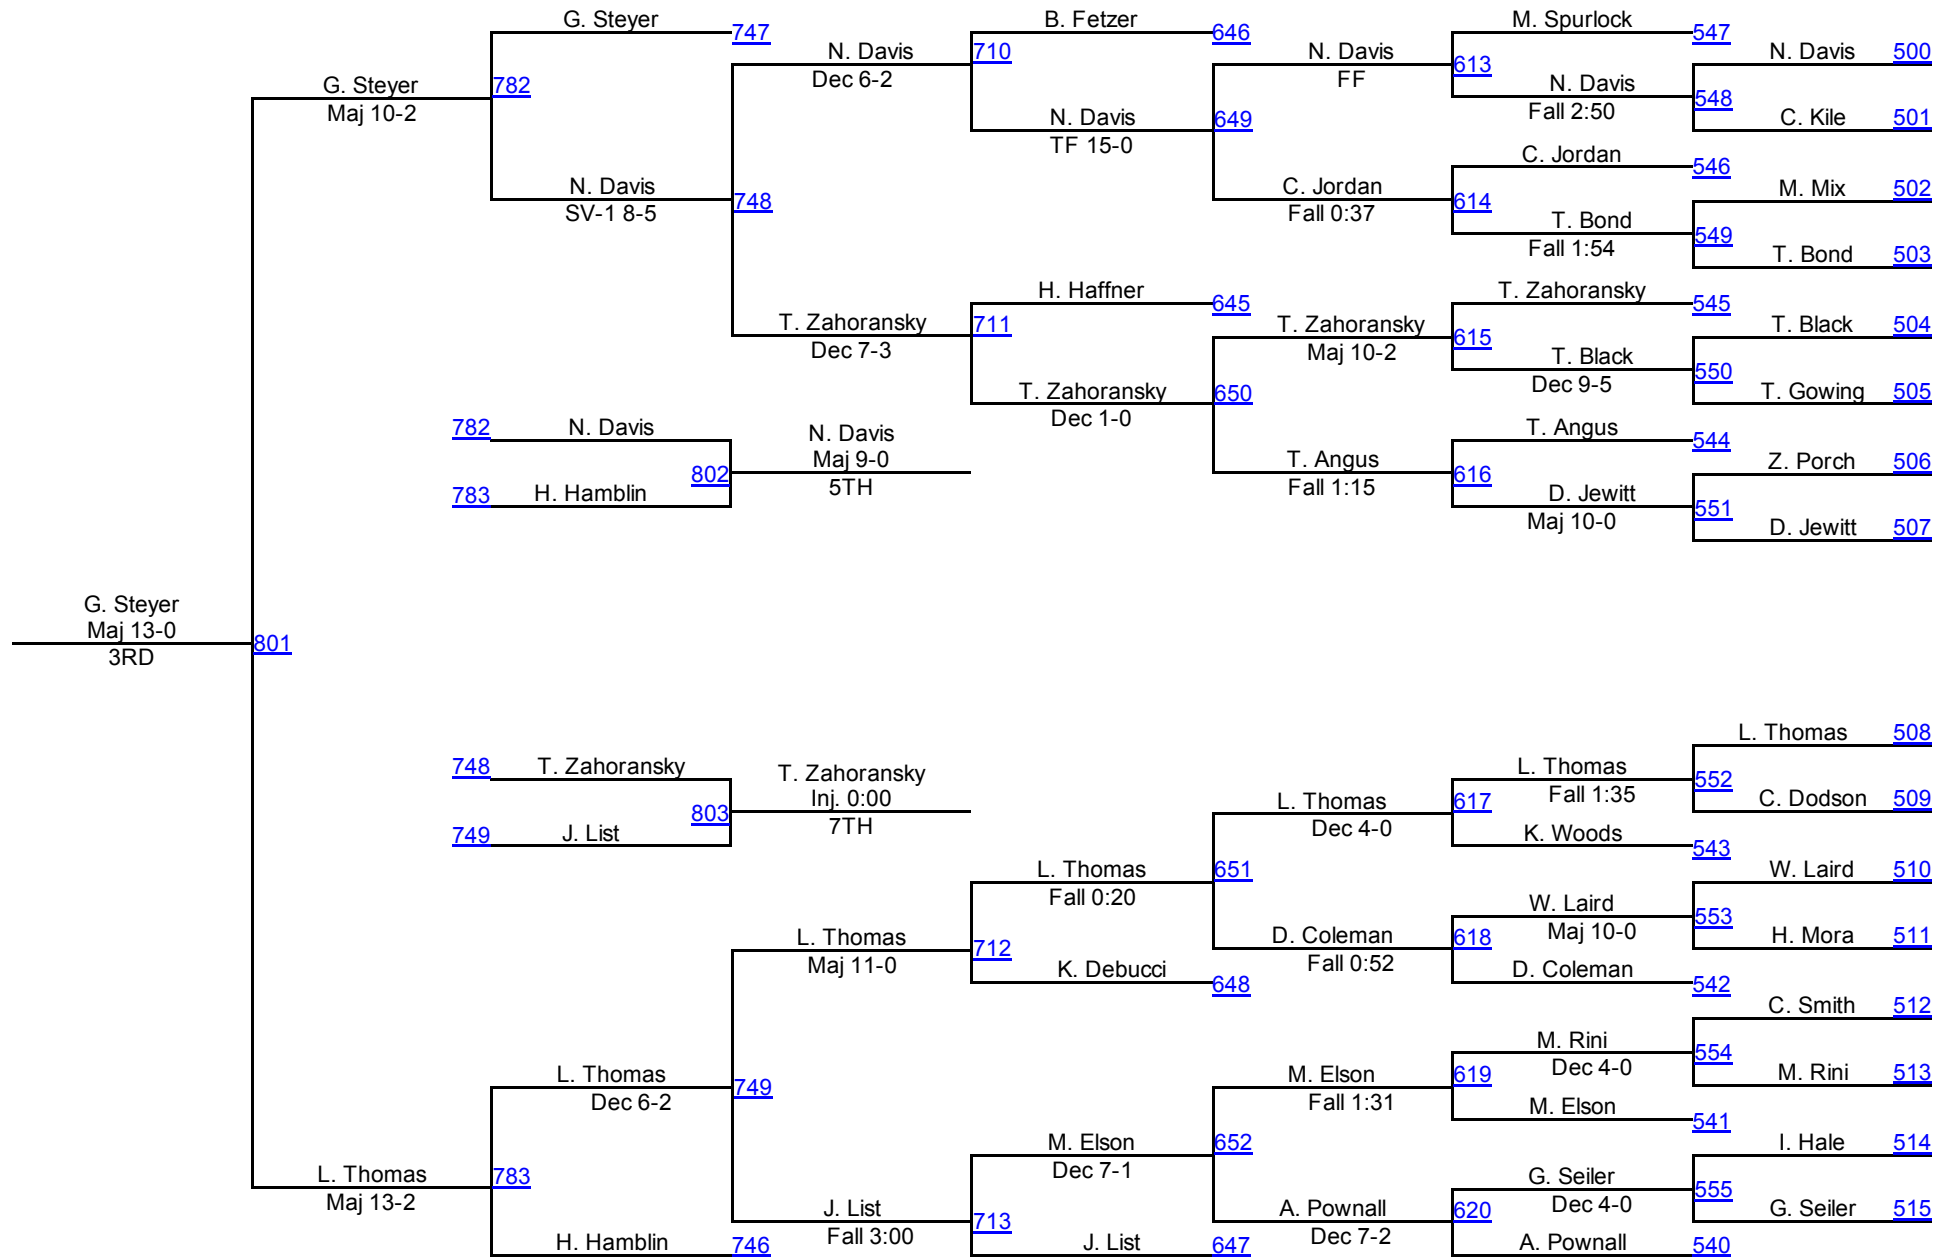 G. Steyer 747
B. Fetzer 646
M. Spurlock 547
N. Davis 710
N. Davis 613
N. Davis 500
Dec 6-2
FF
G. Steyer 782
N. Davis 548
Maj 10-2
Fall 2:50
N. Davis 649
C. Kile 501
TF 15-0
C. Jordan 546
N. Davis 748
C. Jordan 614
M. Mix 502
SV-1 8-5
Fall 0:37
T. Bond 549
Fall 1:54
T. Bond 503
H. Haffner 645
T. Zahoransky 545
T. Zahoransky 711
T. Zahoransky 615
T. Black 504
Dec 7-3
Maj 10-2
T. Black 550
Dec 9-5
T. Zahoransky 650
T. Gowing 505
Dec 1-0
782 N. Davis
N. Davis
T. Angus 544
Maj 9-0
802
T. Angus 616
Z. Porch 506
5TH
Fall 1:15
783 H. Hamblin
D. Jewitt 551
Maj 10-0
D. Jewitt 507
G. Steyer
Maj 13-0
801
3RD
L. Thomas 508
748 T. Zahoransky
T. Zahoransky
L. Thomas 552
Inj. 0:00
Fall 1:35
803
L. Thomas 617
C. Dodson 509
7TH
Dec 4-0
749 J. List
K. Woods 543
L. Thomas 651
W. Laird 510
Fall 0:20
W. Laird 553
Maj 10-0
L. Thomas 712
D. Coleman 618
H. Mora 511
Maj 11-0
Fall 0:52
K. Debucci 648
D. Coleman 542
C. Smith 512
M. Rini 554
Dec 4-0
L. Thomas 749
M. Elson 619
M. Rini 513
Dec 6-2
Fall 1:31
M. Elson 541
M. Elson 652
I. Hale 514
Dec 7-1
L. Thomas 783
G. Seiler 555
Maj 13-2
Dec 4-0
J. List 713
A. Pownall 620
G. Seiler 515
Fall 3:00
Dec 7-2
H. Hamblin 746
J. List 647
A. Pownall 540